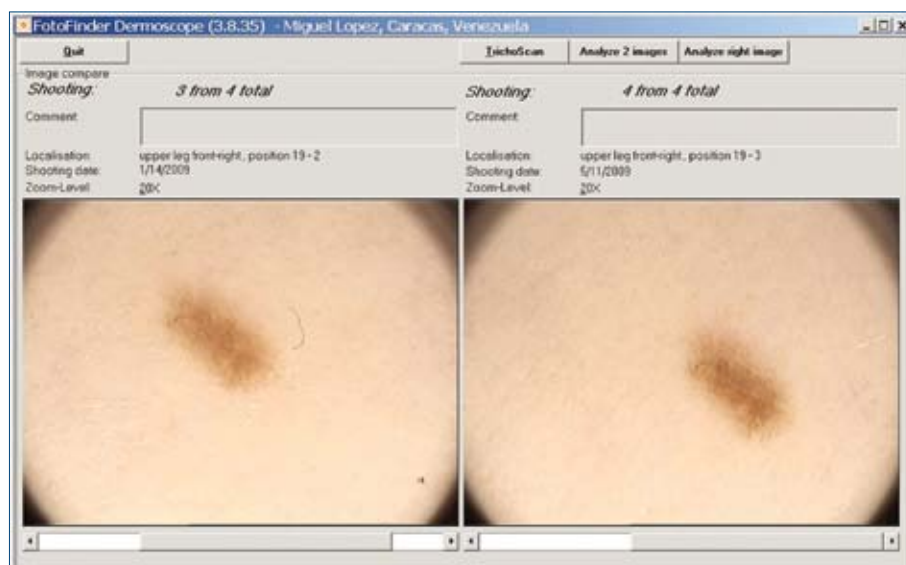 FotoFinder Dermoscope (3.8.35) - Miguel Lopez, Caracas, Venezuela
Quit
TrichoScan
Analyze 2 images
Analyze right image
Image compare
Shooting: 3 from 4 total
Comment:
Localisation: upper leg front-right, position 19 - 2
Shooting date: 1/14/2009
Zoom-Level: 20X
Shooting: 4 from 4 total
Comment:
Localisation: upper leg front-right, position 19 - 3
Shooting date: 5/11/2009
Zoom-Level: 20X